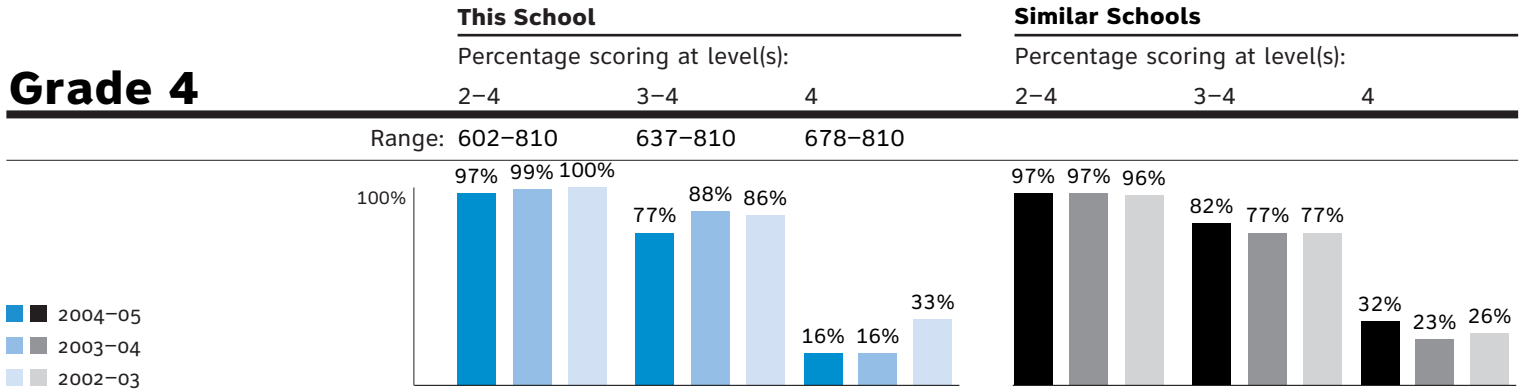 This School Similar Schools
Percentage scoring at level(s): Percentage scoring at level(s):
Grade 4 2–4 3–4 4 2–4 3–4 4
Range: 602–810 637–810 678–810
97% 99% 100% 97% 97% 96%
100% 77% 88% 86% 82% 77% 77%
16% 16% 33% 32% 23% 26%
2004–05
2003–04
2002–03